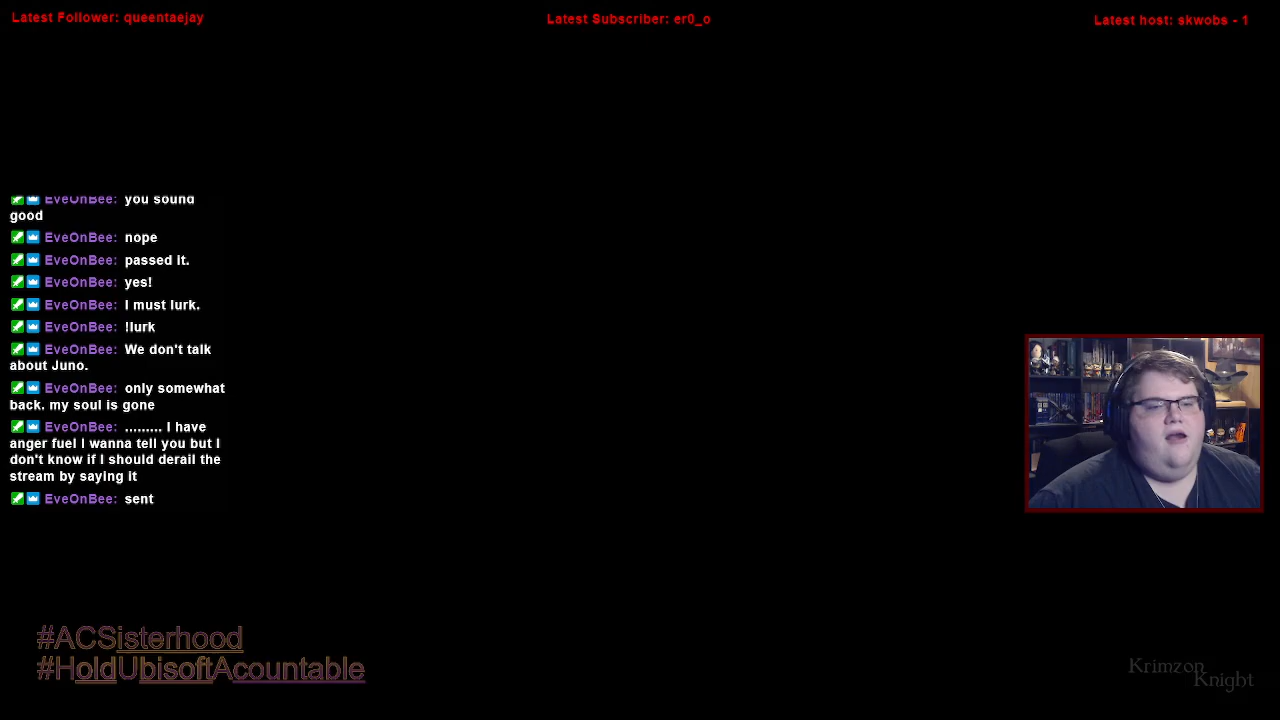 Latest Follower: queentaejay
Latest Subscriber: er0_o
Latest host: skwobs - 1
EveOnBee: you sound
good
EveOnBee: nope
EveOnBee: passed it.
EveOnBee: yes!
EveOnBee: I must lurk.
EveOnBee: !lurk
EveOnBee: We don't talk
about Juno.
EveOnBee: only somewhat
back. my soul is gone
EveOnBee: ......... I have
anger fuel I wanna tell you but I
don't know if I should derail the
stream by saying it
EveOnBee: sent
#ACSisterhood
#HoldUbisoftAcountable
Krimzon
Knight